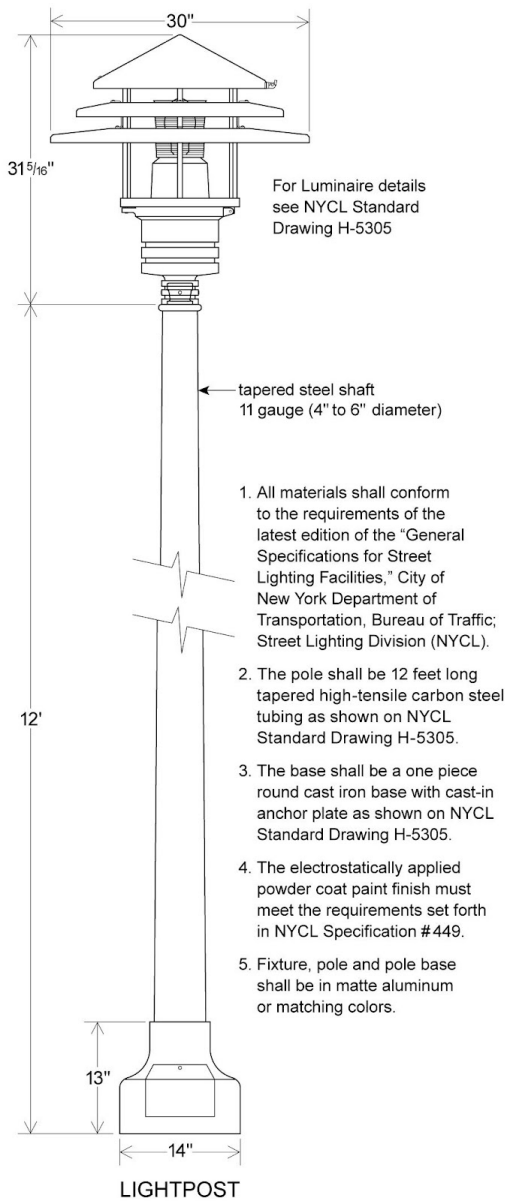 30"
31 5/16"
For Luminaire details
see NYCL Standard
Drawing H-5305
tapered steel shaft
11 gauge (4" to 6" diameter)
1. All materials shall conform
to the requirements of the
latest edition of the “General
Specifications for Street
Lighting Facilities,” City of
New York Department of
Transportation, Bureau of Traffic;
Street Lighting Division (NYCL).
2. The pole shall be 12 feet long
tapered high-tensile carbon steel
tubing as shown on NYCL
Standard Drawing H-5305.
12'
3. The base shall be a one piece
round cast iron base with cast-in
anchor plate as shown on NYCL
Standard Drawing H-5305.
4. The electrostatically applied
powder coat paint finish must
meet the requirements set forth
in NYCL Specification #449.
5. Fixture, pole and pole base
shall be in matte aluminum
or matching colors.
13"
14"
LIGHTPOST